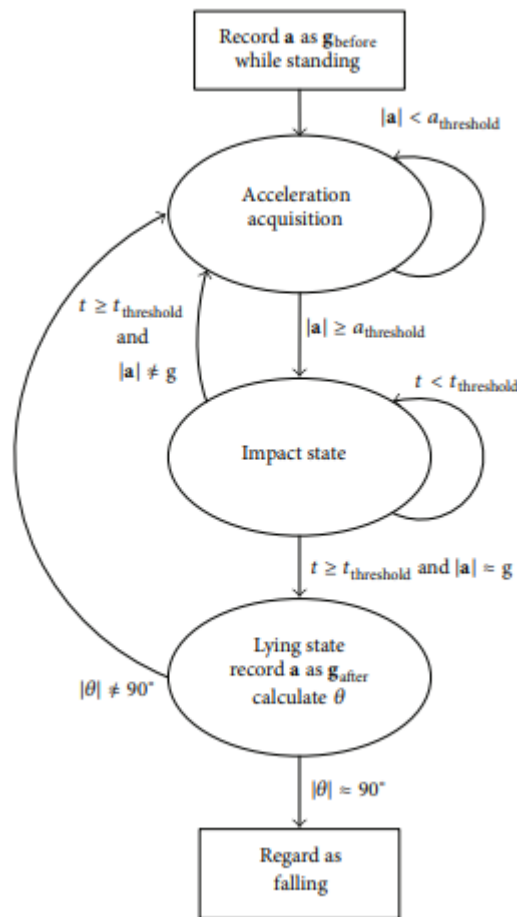 Record a as g_before
while standing
|a| < a_threshold
Acceleration
acquisition
t ≥ t_threshold
and
|a| ≠ g
|a| ≥ a_threshold
t < t_threshold
Impact state
t ≥ t_threshold and |a| ≈ g
Lying state
record a as g_after
calculate θ
|θ| ≠ 90°
|θ| ≈ 90°
Regard as
falling